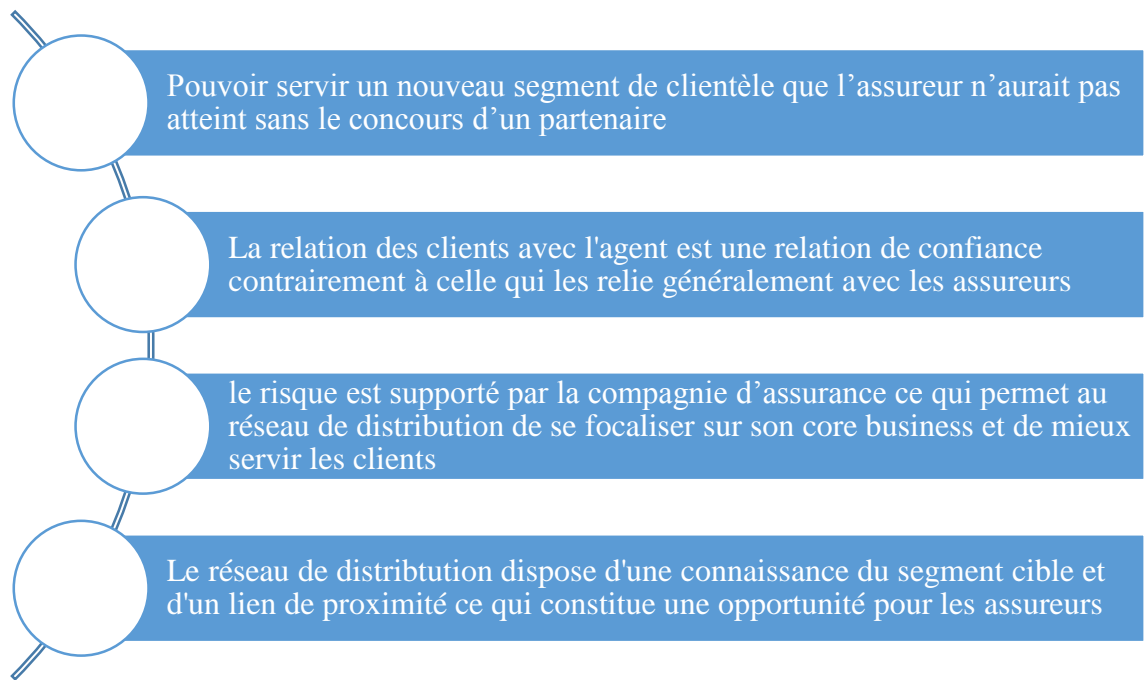 Pouvoir servir un nouveau segment de clientèle que l’assureur n’aurait pas
atteint sans le concours d’un partenaire
La relation des clients avec l'agent est une relation de confiance
contrairement à celle qui les relie généralement avec les assureurs
le risque est supporté par la compagnie d’assurance ce qui permet au
réseau de distribution de se focaliser sur son core business et de mieux
servir les clients
Le réseau de distribtution dispose d'une connaissance du segment cible et
d'un lien de proximité ce qui constitue une opportunité pour les assureurs